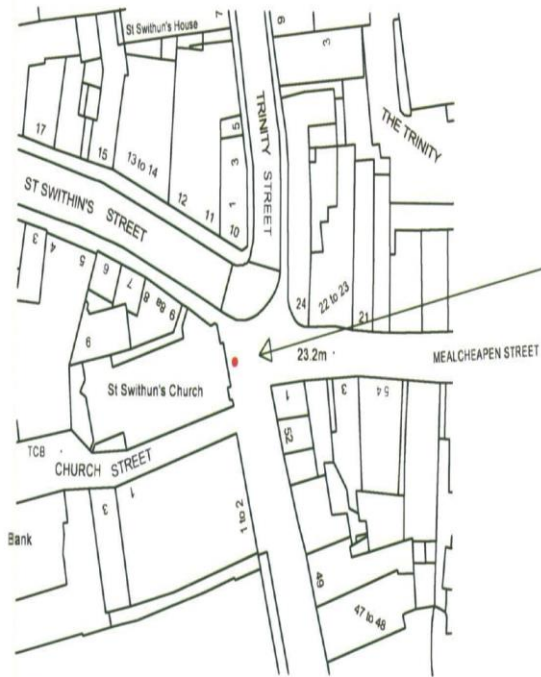 7
6
St Swithun's House
3
THE TRINITY
TRINITY STREET
5
17
15
13 to 14
3
12
1
11
10
ST SWITHIN'S STREET
3
4
5
6
7
8
8a
9
24
22 to 23
21
9
23.2m
MEALCHEAPEN STREET
St Swithun's Church
1
3
5 4
52
TCB
CHURCH STREET
1
3
1 to 2
Bank
49
47 to 48